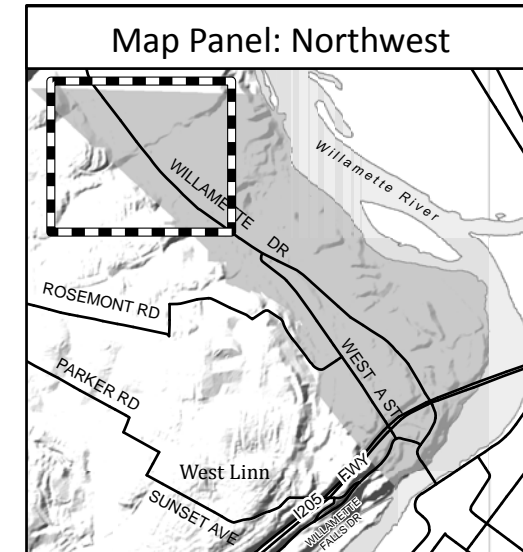 Map Panel: Northwest
Willamette River
WILLAMETTE DR
ROSEMONT RD
WEST A ST
PARKER RD
West Linn
I205 FWY
SUNSET AVE
WILLAMETTE
FALLS DR